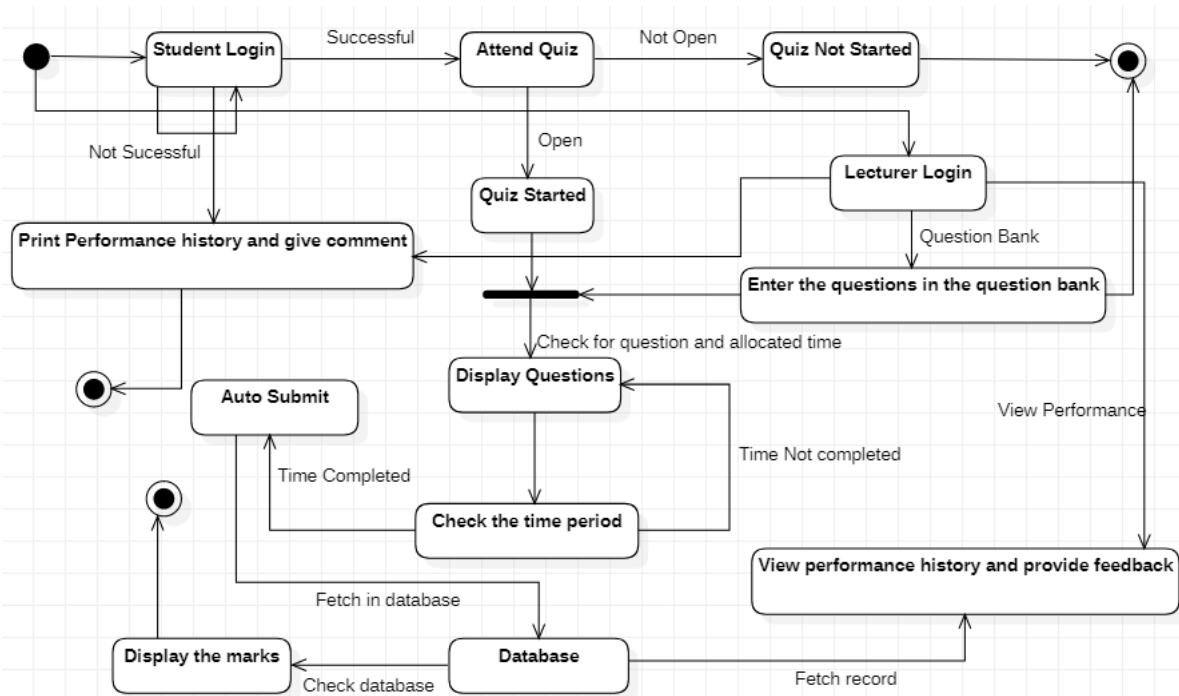 Student Login
Successful
Attend Quiz
Not Open
Quiz Not Started
Not Sucessful
Open
Lecturer Login
Quiz Started
Print Performance history and give comment
Question Bank
Enter the questions in the question bank
Check for question and allocated time
Display Questions
Auto Submit
View Performance
Time Not completed
Time Completed
Check the time period
View performance history and provide feedback
Fetch in database
Display the marks
Database
Check database
Fetch record